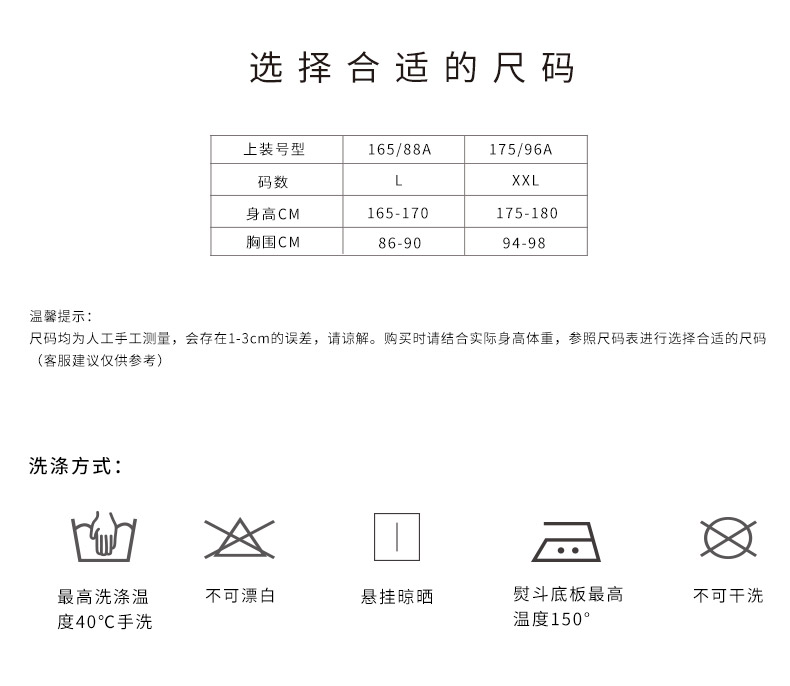 选择合适的尺码
上装号型 165/88A 175/96A
码数 L XXL
身高CM 165-170 175-180
胸围CM 86-90 94-98
温馨提示：
尺码均为人工手工测量，会存在1-3cm的误差，请谅解。购买时请结合实际身高体重，参照尺码表进行选择合适的尺码
（客服建议仅供参考）
洗涤方式：
最高洗涤温
度40℃手洗
不可漂白
悬挂晾晒
熨斗底板最高
温度150°
不可干洗